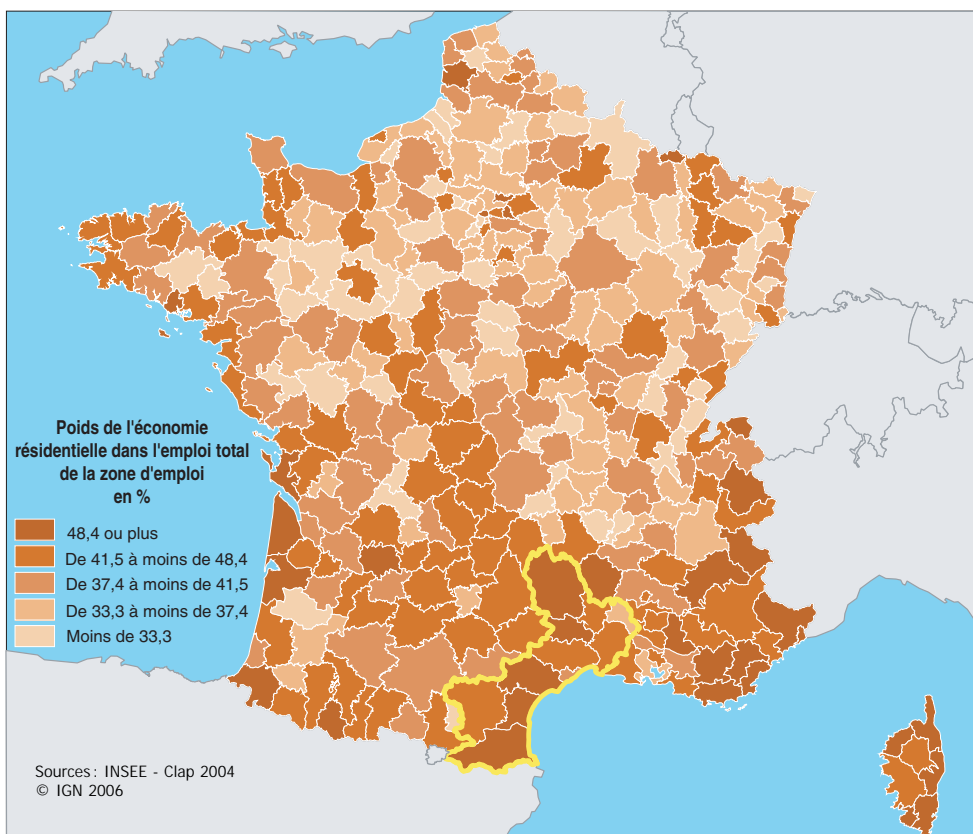 Poids de l'économie
résidentielle dans l'emploi total
de la zone d'emploi
en %
48,4 ou plus
De 41,5 à moins de 48,4
De 37,4 à moins de 41,5
De 33,3 à moins de 37,4
Moins de 33,3
Sources : INSEE - Clap 2004
© IGN 2006